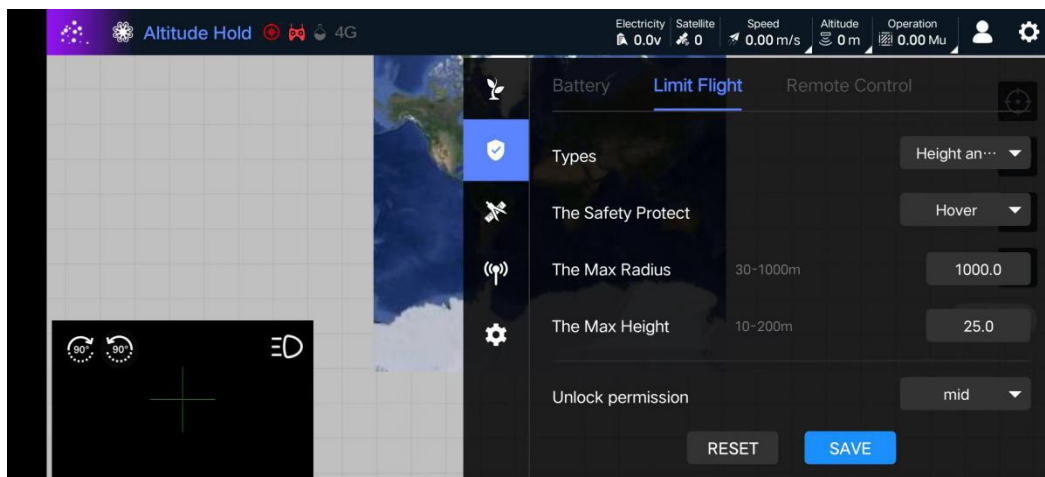 Altitude Hold 4G
Electricity Satellite Speed Altitude Operation
0.0v 0 0.00 m/s 0 m 0.00 Mu
Battery Limit Flight Remote Control
Types Height an···
The Safety Protect Hover
The Max Radius 30-1000m 1000.0
The Max Height 10-200m 25.0
90° 90°
Unlock permission mid
RESET SAVE